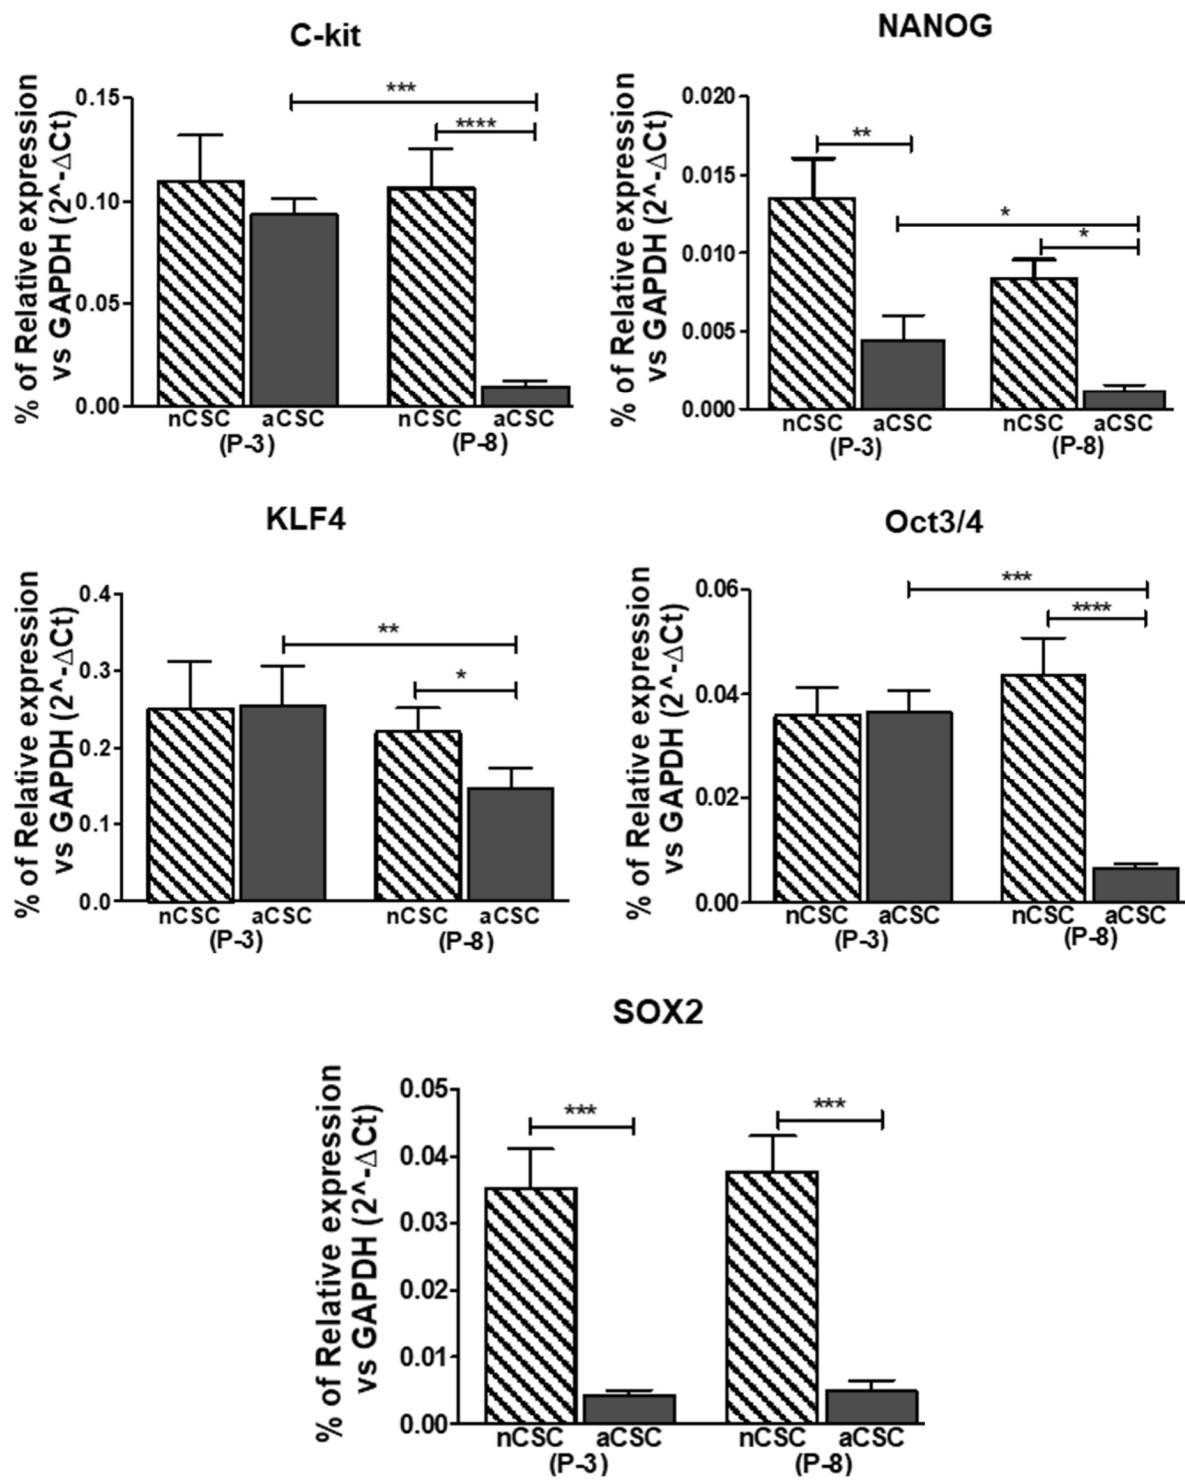 C-kit
% of Relative expression
vs GAPDH (2^-ΔCt)
0.15
0.10
0.05
0.00
***
****
nCSC aCSC nCSC aCSC
(P-3) (P-8)
NANOG
% of Relative expression
vs GAPDH (2^-ΔCt)
0.020
0.015
0.010
0.005
0.000
**
*
*
nCSC aCSC nCSC aCSC
(P-3) (P-8)
KLF4
% of Relative expression
vs GAPDH (2^-ΔCt)
0.4
0.3
0.2
0.1
0.0
**
*
nCSC aCSC nCSC aCSC
(P-3) (P-8)
Oct3/4
% of Relative expression
vs GAPDH (2^-ΔCt)
0.06
0.04
0.02
0.00
***
****
nCSC aCSC nCSC aCSC
(P-3) (P-8)
SOX2
% of Relative expression
vs GAPDH (2^-ΔCt)
0.05
0.04
0.03
0.02
0.01
0.00
*** ***
nCSC aCSC nCSC aCSC
(P-3) (P-8)